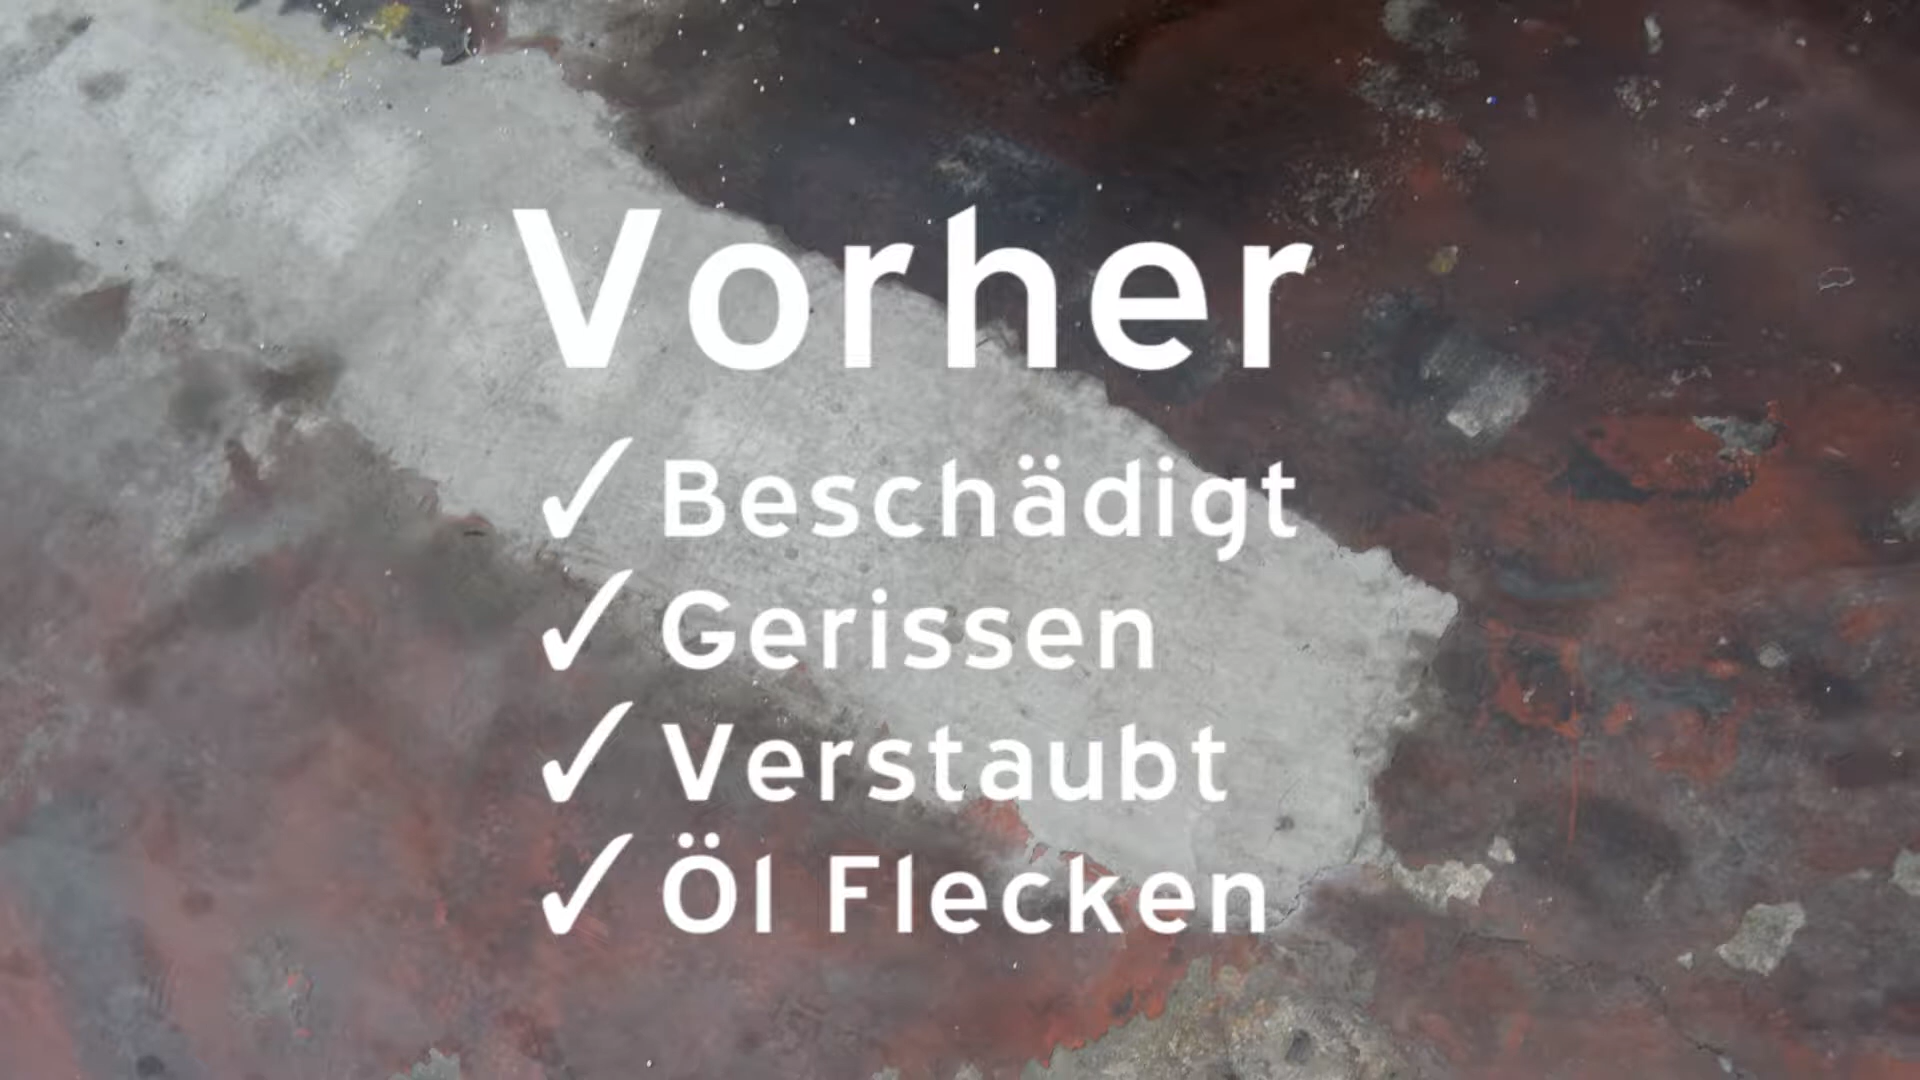 Vorher
✓ Beschädigt
✓ Gerissen
✓ Verstaubt
✓ Öl Flecken